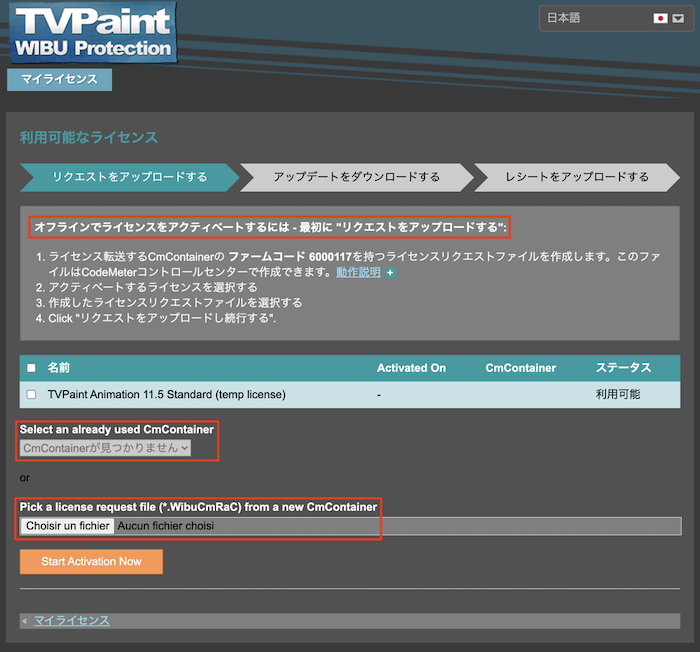 TVPaint
WIBU Protection
日本語
マイライセンス
利用可能なライセンス
リクエストをアップロードする
アップデートをダウンロードする
レシートをアップロードする
オフラインでライセンスをアクティベートするには - 最初に "リクエストをアップロードする":
1. ライセンス転送するCmContainerの ファームコード 6000117を持つライセンスリクエストファイルを作成します。このファ
イルはCodeMeterコントロールセンターで作成できます。動作説明
2. アクティベートするライセンスを選択する
3. 作成したライセンスリクエストファイルを選択する
4. Click "リクエストをアップロードし続行する".
名前 Activated On CmContainer ステータス
TVPaint Animation 11.5 Standard (temp license) - 利用可能
Select an already used CmContainer
CmContainerが見つかりません
or
Pick a license request file (*.WibuCmRaC) from a new CmContainer
Choisir un fichier Aucun fichier choisi
Start Activation Now
マイライセンス